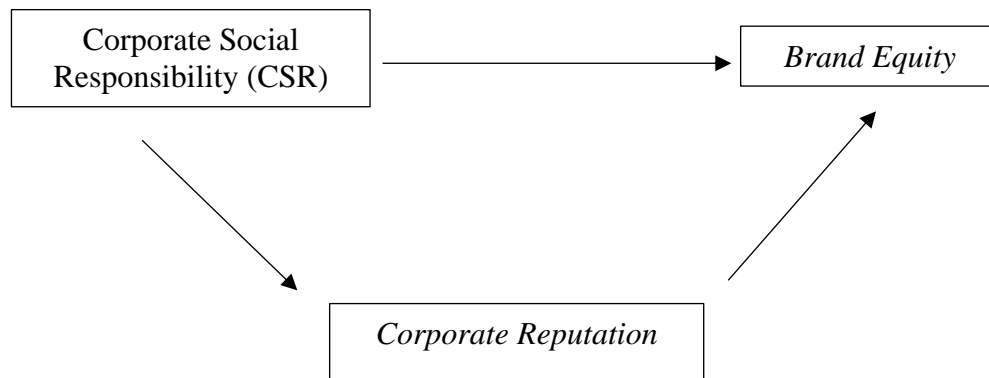 Corporate Social
Responsibility (CSR)
Brand Equity
Corporate Reputation